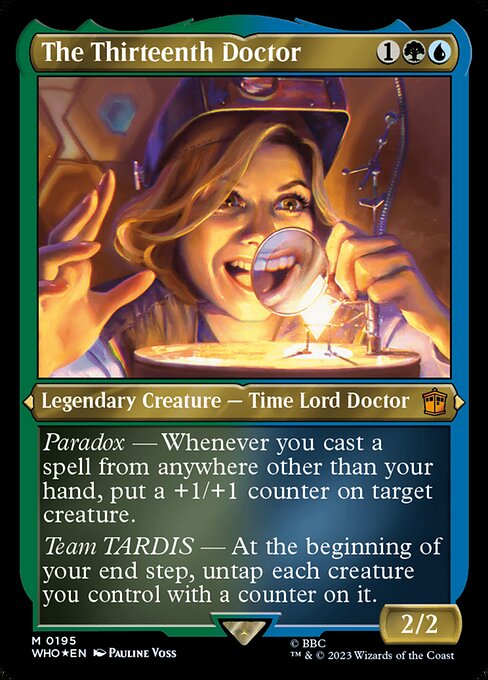 The Thirteenth Doctor 1
Legendary Creature — Time Lord Doctor
Paradox — Whenever you cast a
spell from anywhere other than your
hand, put a +1/+1 counter on target
creature.
Team TARDIS — At the beginning of
your end step, untap each creature
you control with a counter on it.
2/2
M 0195
WHO★EN Pauline Voss
© BBC
™ & © 2023 Wizards of the Coast